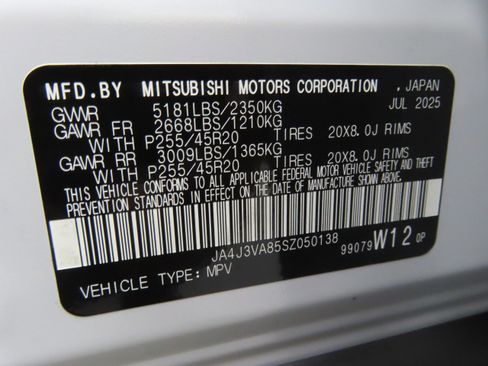 MFD.BY MITSUBISHI MOTORS CORPORATION , JAPAN
GVWR 5181LBS/2350KG JUL 2025
GAWR FR 2668LBS/1210KG
WITH P255/45R20 TIRES 20X8.0J RIMS
GAWR RR 3009LBS/1365KG
WITH P255/45R20 TIRES 20X8.0J RIMS
THIS VEHICLE CONFORMS TO ALL APPLICABLE FEDERAL MOTOR VEHICLE SAFETY AND THEFT
PREVENTION STANDARDS IN EFFECT ON THE DATE OF MANUFACTURE SHOWN ABOVE.
JA4J3VA85SZ050138
99079 W12 0P
VEHICLE TYPE: MPV